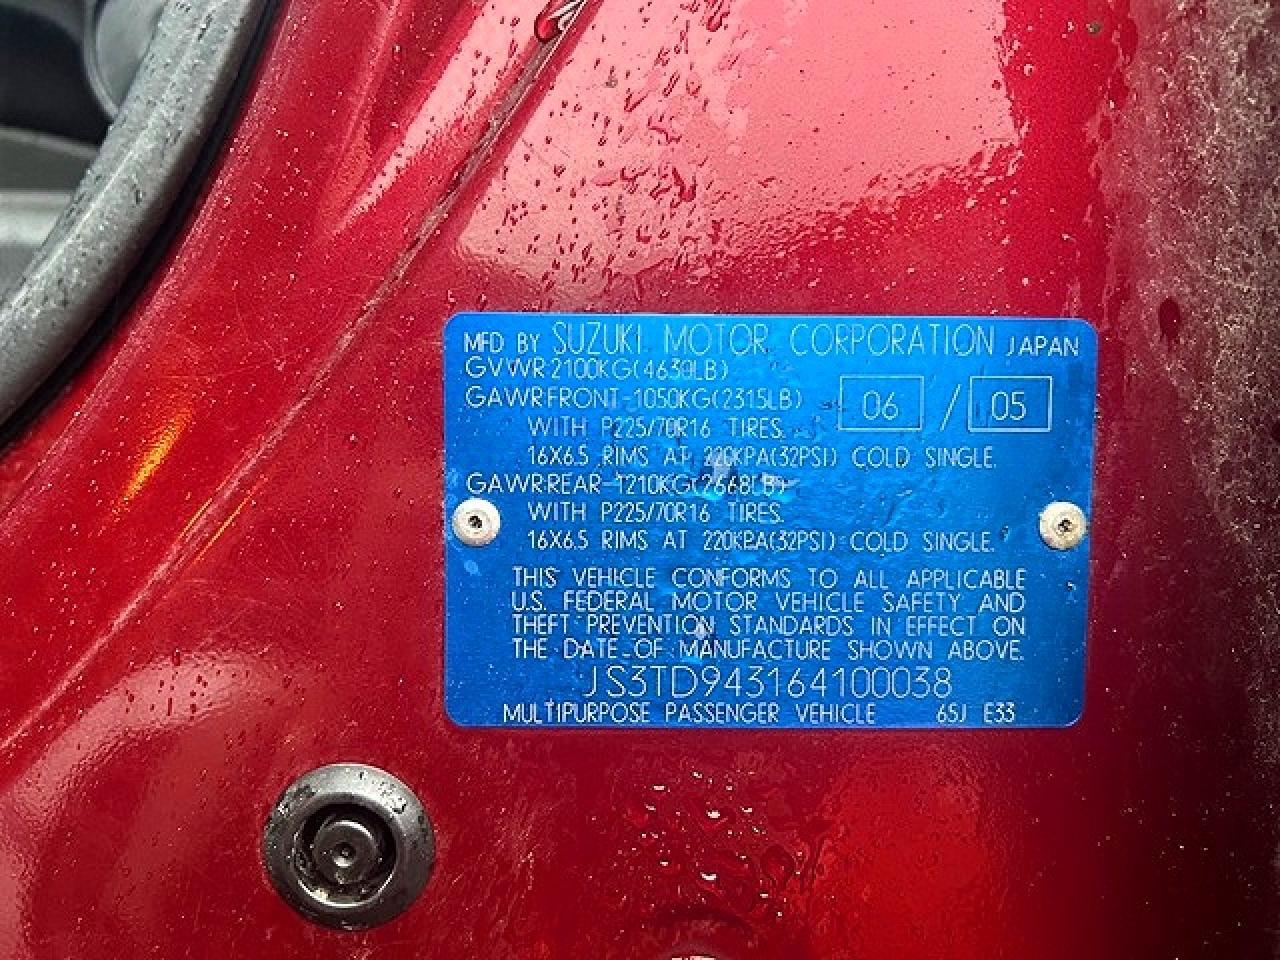 MFD BY SUZUKI MOTOR CORPORATION JAPAN
GVWR 2100KG(4630LB)
GAWR FRONT-1050KG(2315LB) 06 / 05
WITH P225/70R16 TIRES.
16X6.5 RIMS AT 220KPA(32PSI) COLD SINGLE.
GAWR REAR-1210KG(2668LB)
WITH P225/70R16 TIRES.
16X6.5 RIMS AT 220KPA(32PSI) COLD SINGLE.
THIS VEHICLE CONFORMS TO ALL APPLICABLE
U.S. FEDERAL MOTOR VEHICLE SAFETY AND
THEFT PREVENTION STANDARDS IN EFFECT ON
THE DATE OF MANUFACTURE SHOWN ABOVE.
JS3TD943164100038
MULTIPURPOSE PASSENGER VEHICLE 65J E33